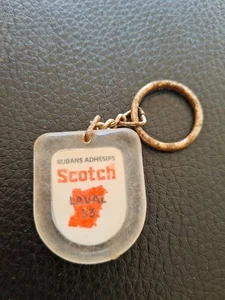 RUBANS ADHESIFS
Scotch
LAVAL
53